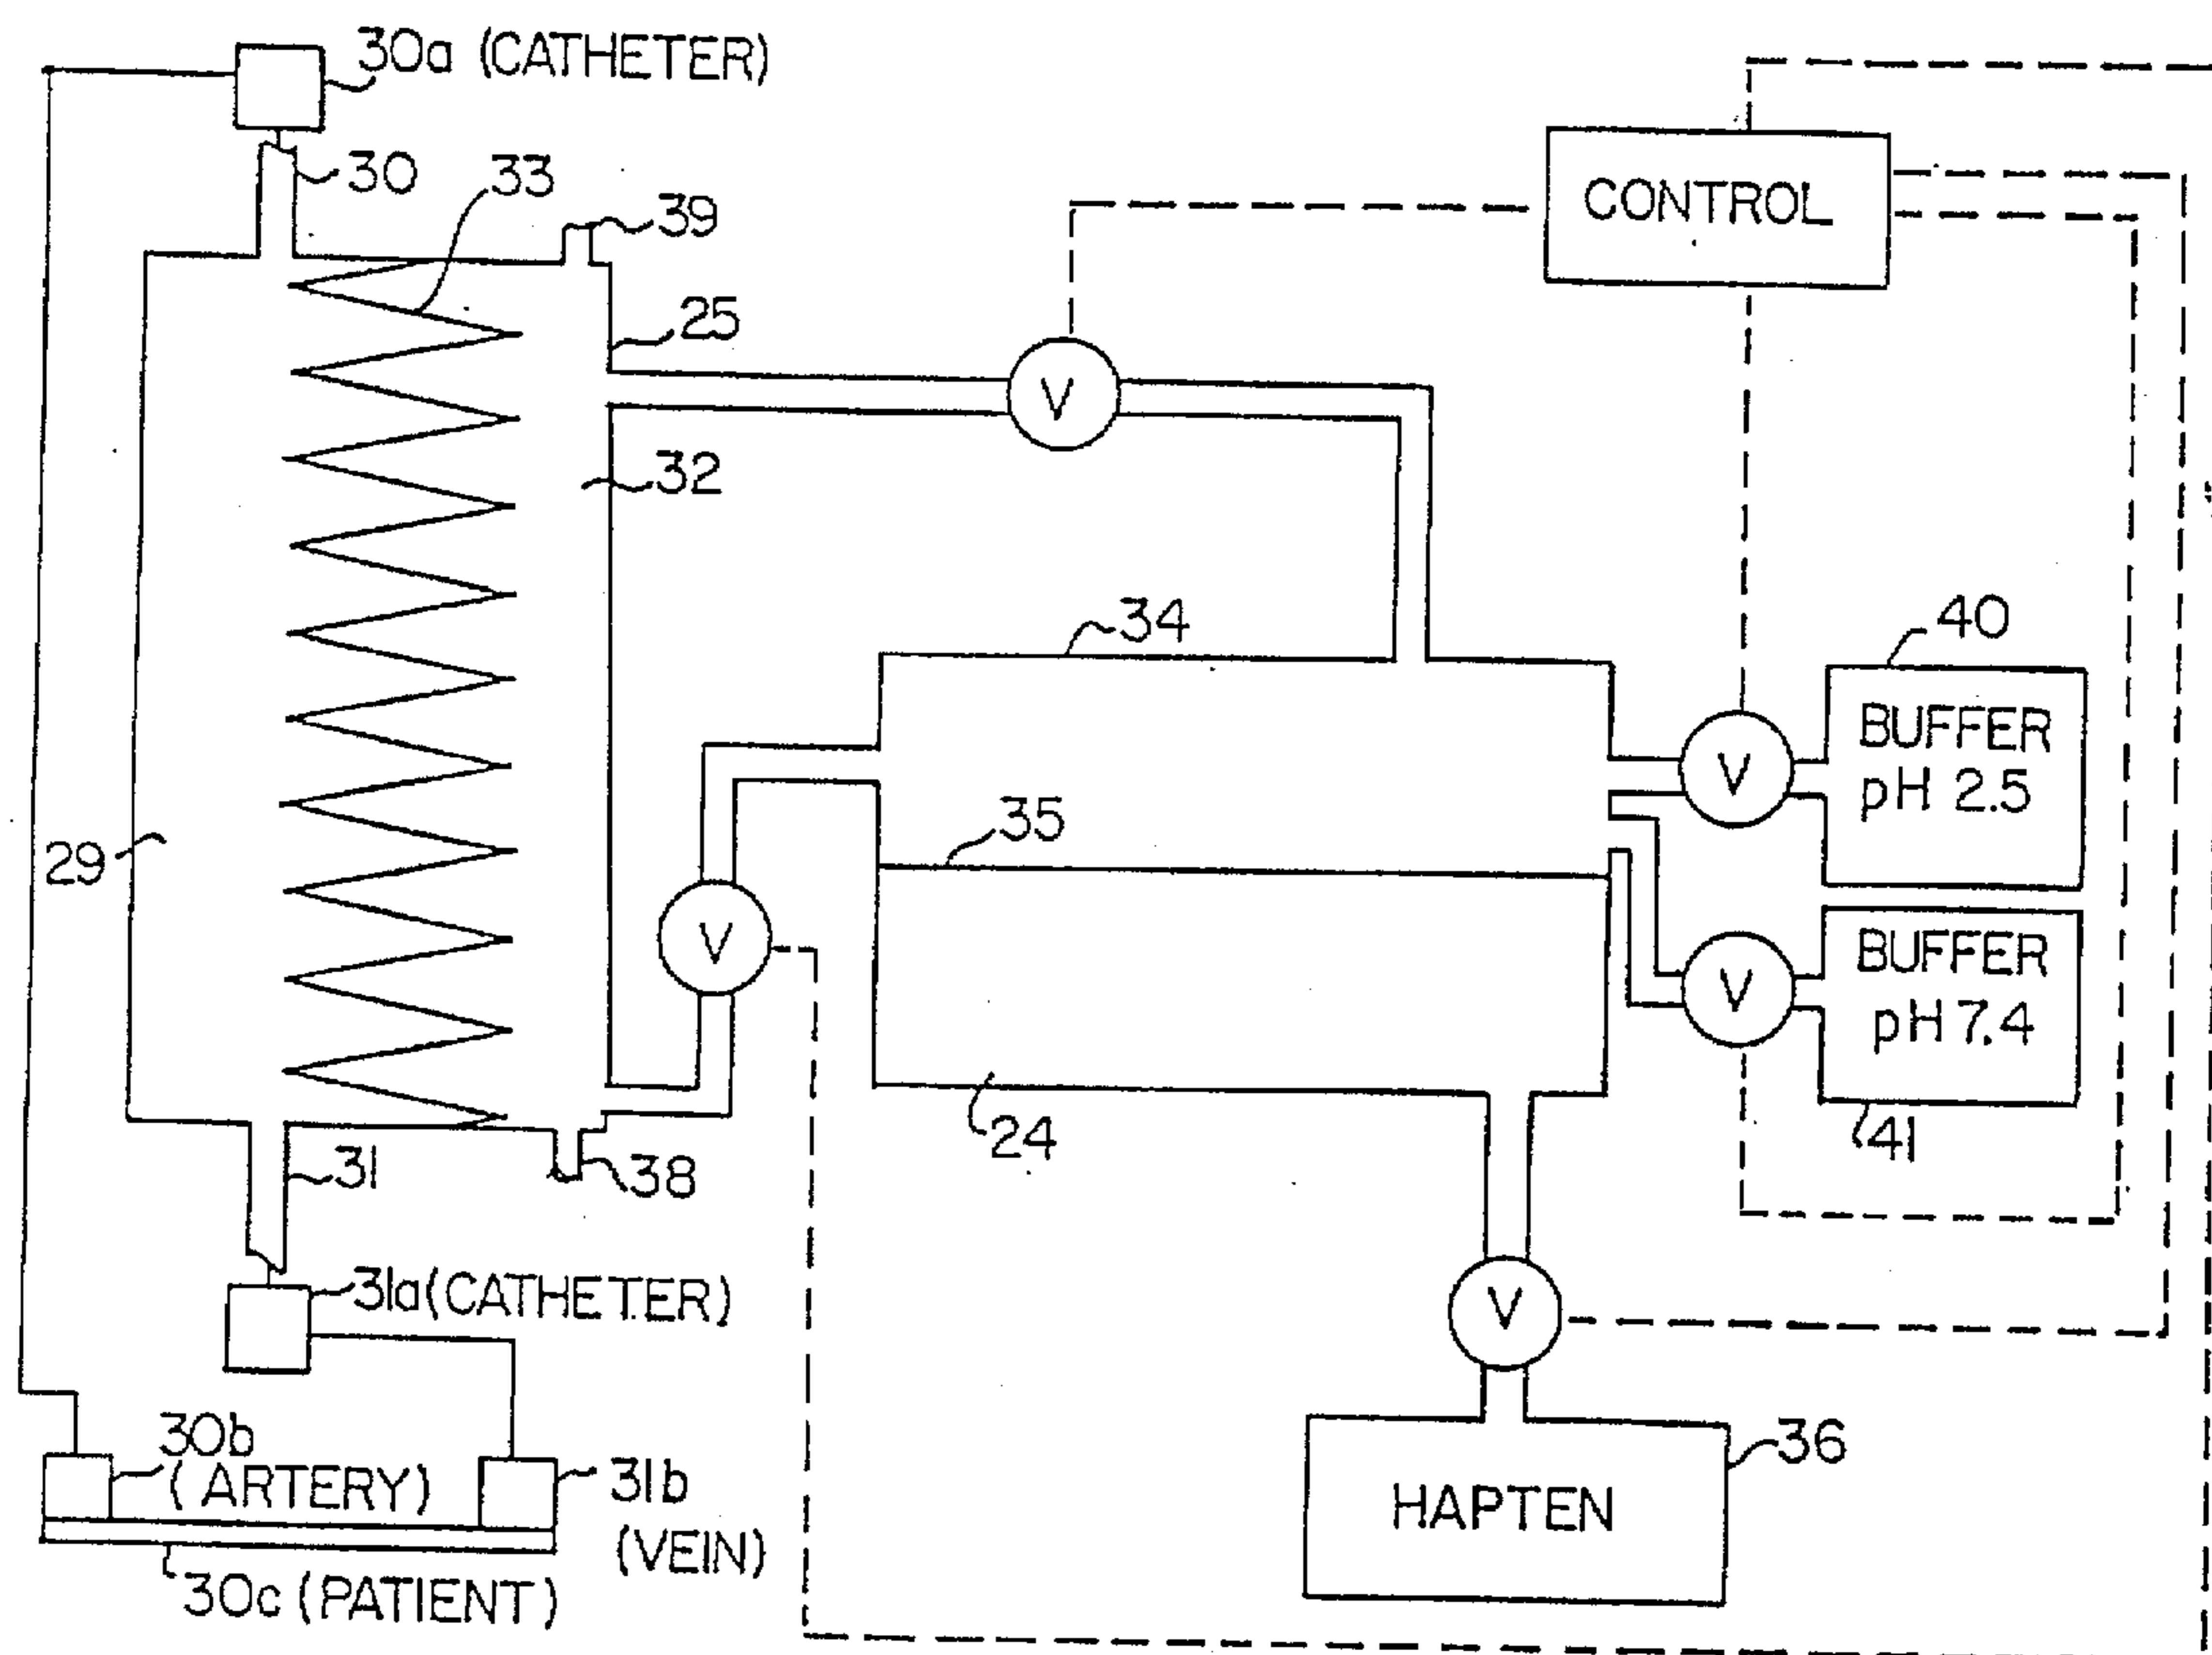 30a (CATHETER)
30
33
39
CONTROL
25
V
32
34
40
BUFFER
pH 2.5
V
35
29
V
BUFFER
pH 7.4
V
24
41
31
38
31a (CATHETER)
V
30b
(ARTERY)
31b
(VEIN)
36
HAPTEN
30c (PATIENT)